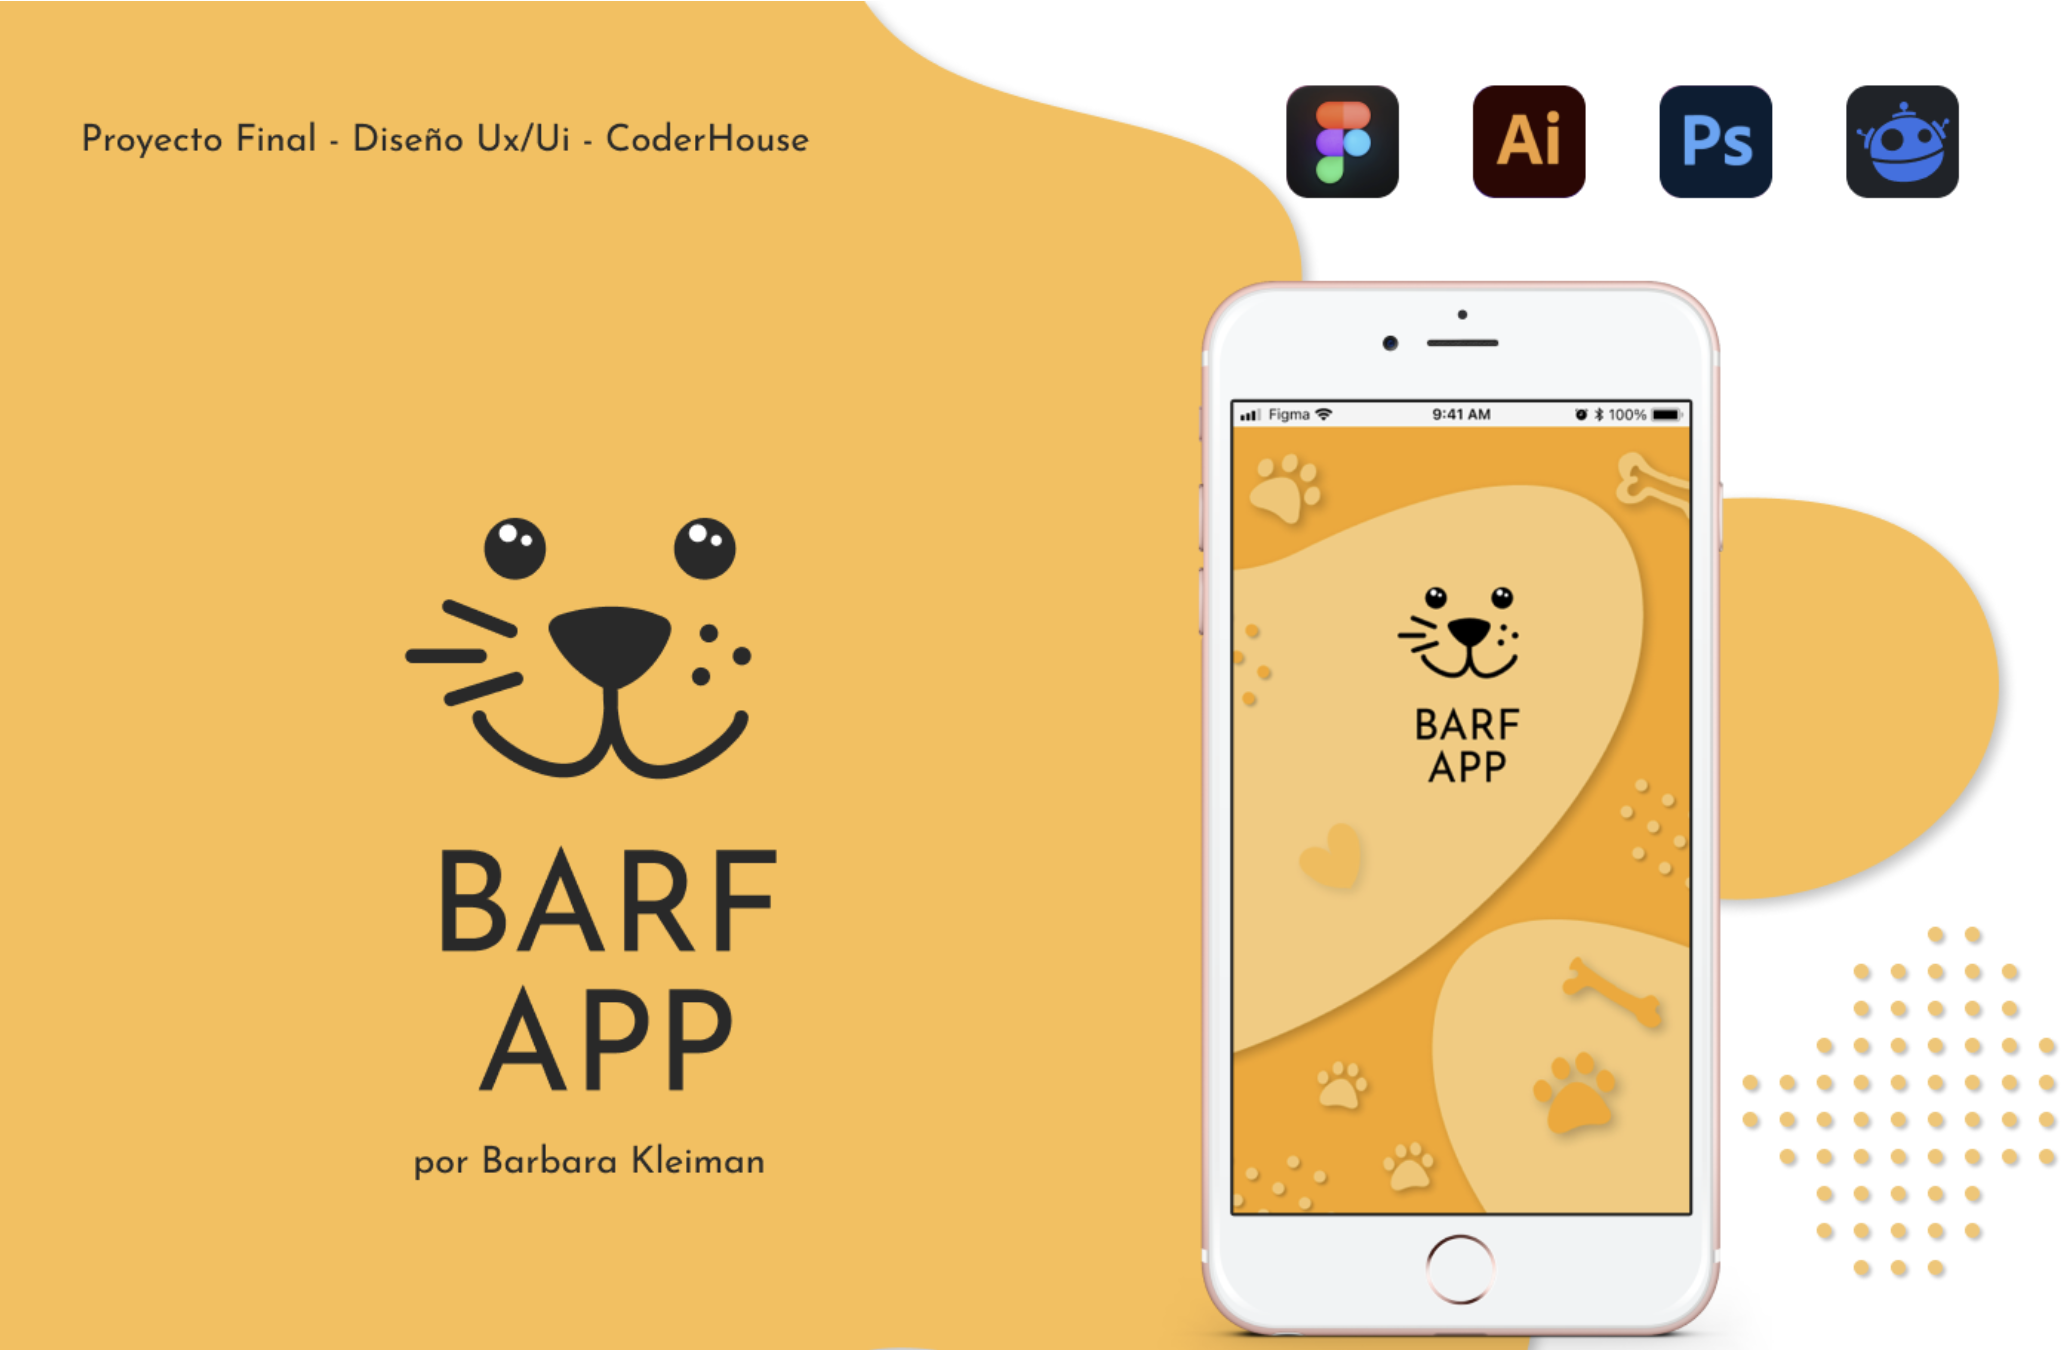 Proyecto Final - Diseño Ux/Ui - CoderHouse
Ai
Ps
BARF
APP
por Barbara Kleiman
Figma
9:41 AM
100%
BARF
APP